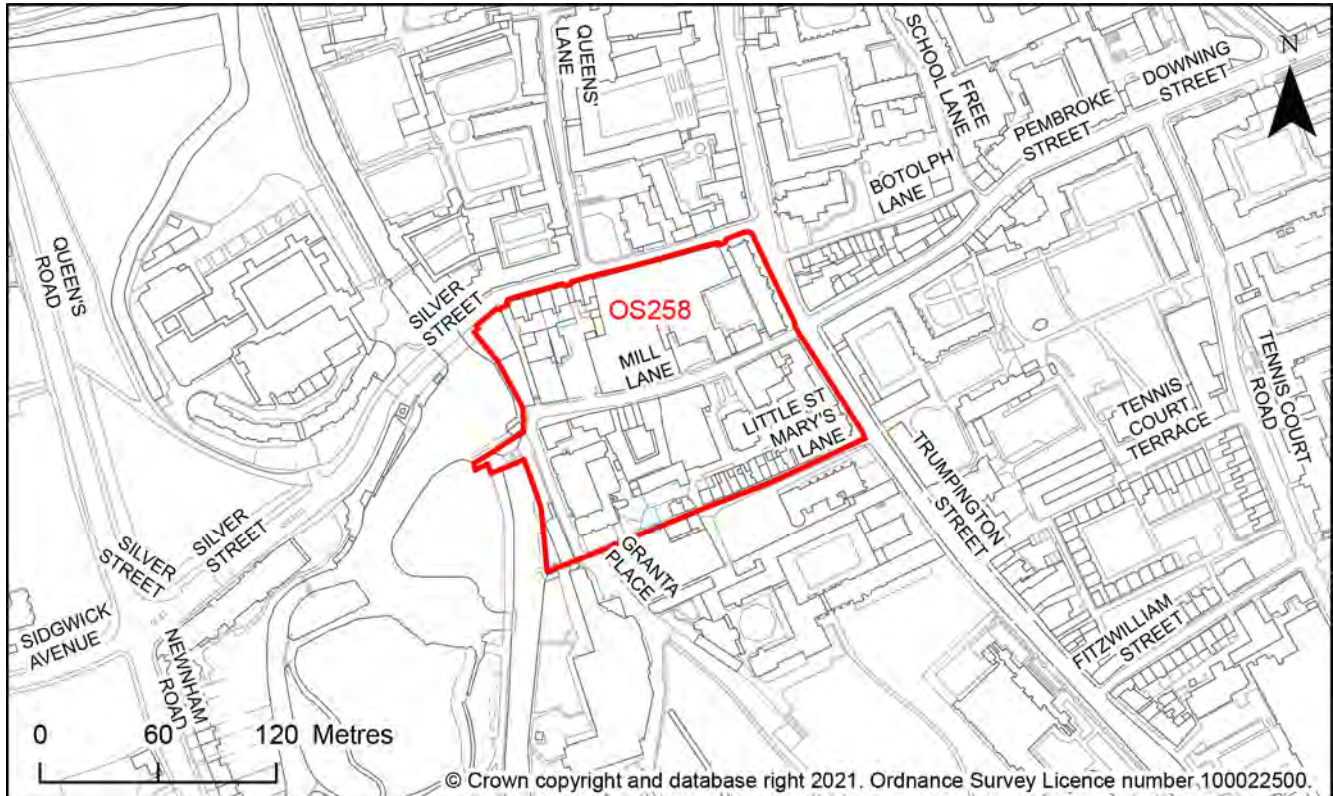 QUEENS'
LANE
SCHOOL LANE
FREE
DOWNING
STREET
N
PEMBROKE
STREET
BOTOLPH
LANE
QUEEN'S
ROAD
SILVER
STREET
OS258
MILL
LANE
LITTLE ST
MARY'S
LANE
TENNIS
COURT
TERRACE
TENNIS COURT
ROAD
TRUMPINGTON
STREET
SILVER
STREET
SILVER
STREET
GRANTA
PLACE
SIDGWICK
AVENUE
NEWNHAM
ROAD
FITZWILLIAM
STREET
0 60 120 Metres
© Crown copyright and database right 2021. Ordnance Survey Licence number 100022500.